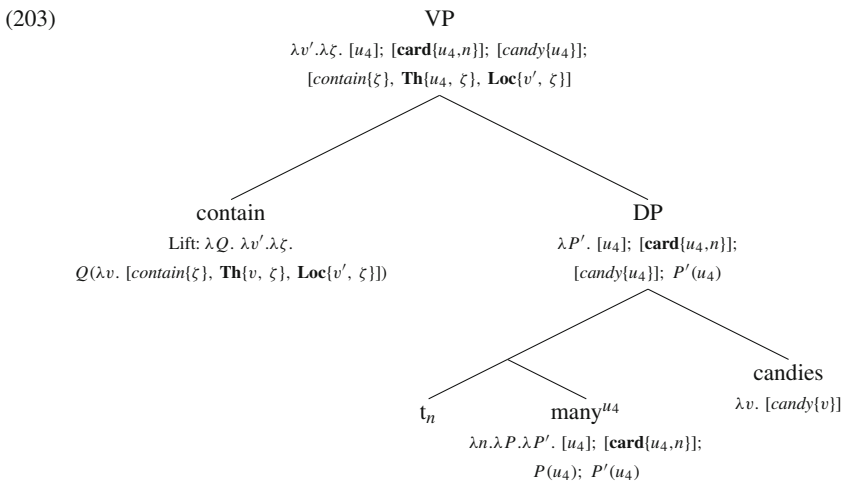 (203)
VP
λv′.λζ. [u₄]; [card{u₄,n}]; [candy{u₄}];
[contain{ζ}, Th{u₄, ζ}, Loc{v′, ζ}]
contain
Lift: λQ. λv′.λζ.
Q(λv. [contain{ζ}, Th{v, ζ}, Loc{v′, ζ}])
DP
λP′. [u₄]; [card{u₄,n}];
[candy{u₄}]; P′(u₄)
tₙ
manyᵘ⁴
λn.λP.λP′. [u₄]; [card{u₄,n}];
P(u₄); P′(u₄)
candies
λv. [candy{v}]